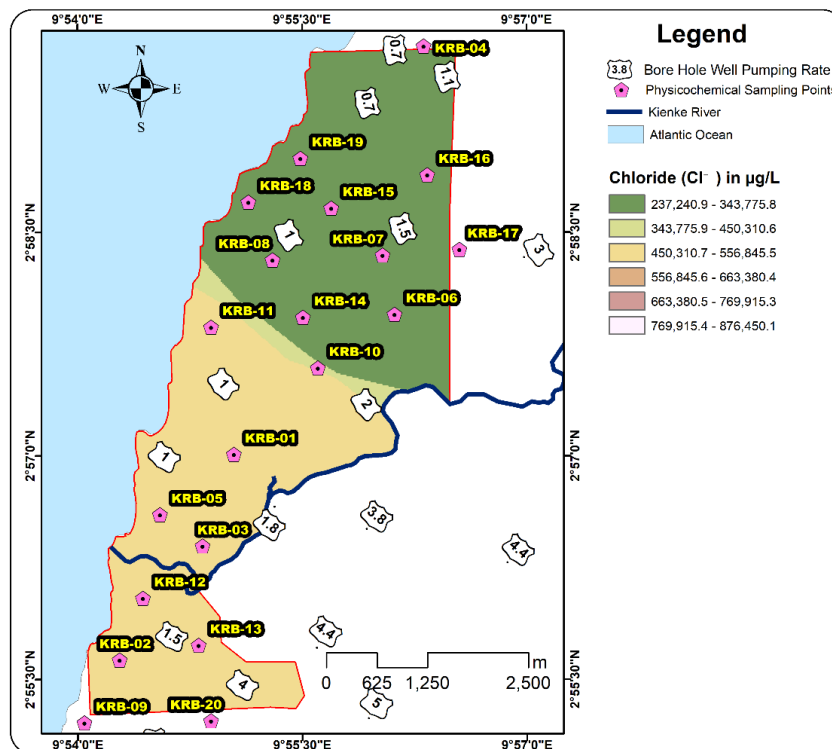 9°54'0"E
9°55'30"E
9°57'0"E
N
W
E
S
0.7
KRB-04
1.1
0.7
KRB-19
KRB-16
KRB-18
KRB-15
2°58'30"N
2°58'30"N
1
1.5
KRB-17
3
KRB-08
KRB-07
KRB-11
KRB-14
KRB-06
KRB-10
1
2
KRB-01
2°57'0"N
2°57'0"N
1
KRB-05
3.8
1.8
KRB-03
4.4
KRB-12
1.5
KRB-13
4.4
KRB-02
4
2°55'30"N
2°55'30"N
0 625 1,250 2,500
m
5
KRB-09
KRB-20
9°54'0"E
9°55'30"E
9°57'0"E
Legend
3.8 Bore Hole Well Pumping Rate
Physicochemical Sampling Points
Kienke River
Atlantic Ocean
Chloride (Cl⁻) in µg/L
237,240.9 - 343,775.8
343,775.9 - 450,310.6
450,310.7 - 556,845.5
556,845.6 - 663,380.4
663,380.5 - 769,915.3
769,915.4 - 876,450.1